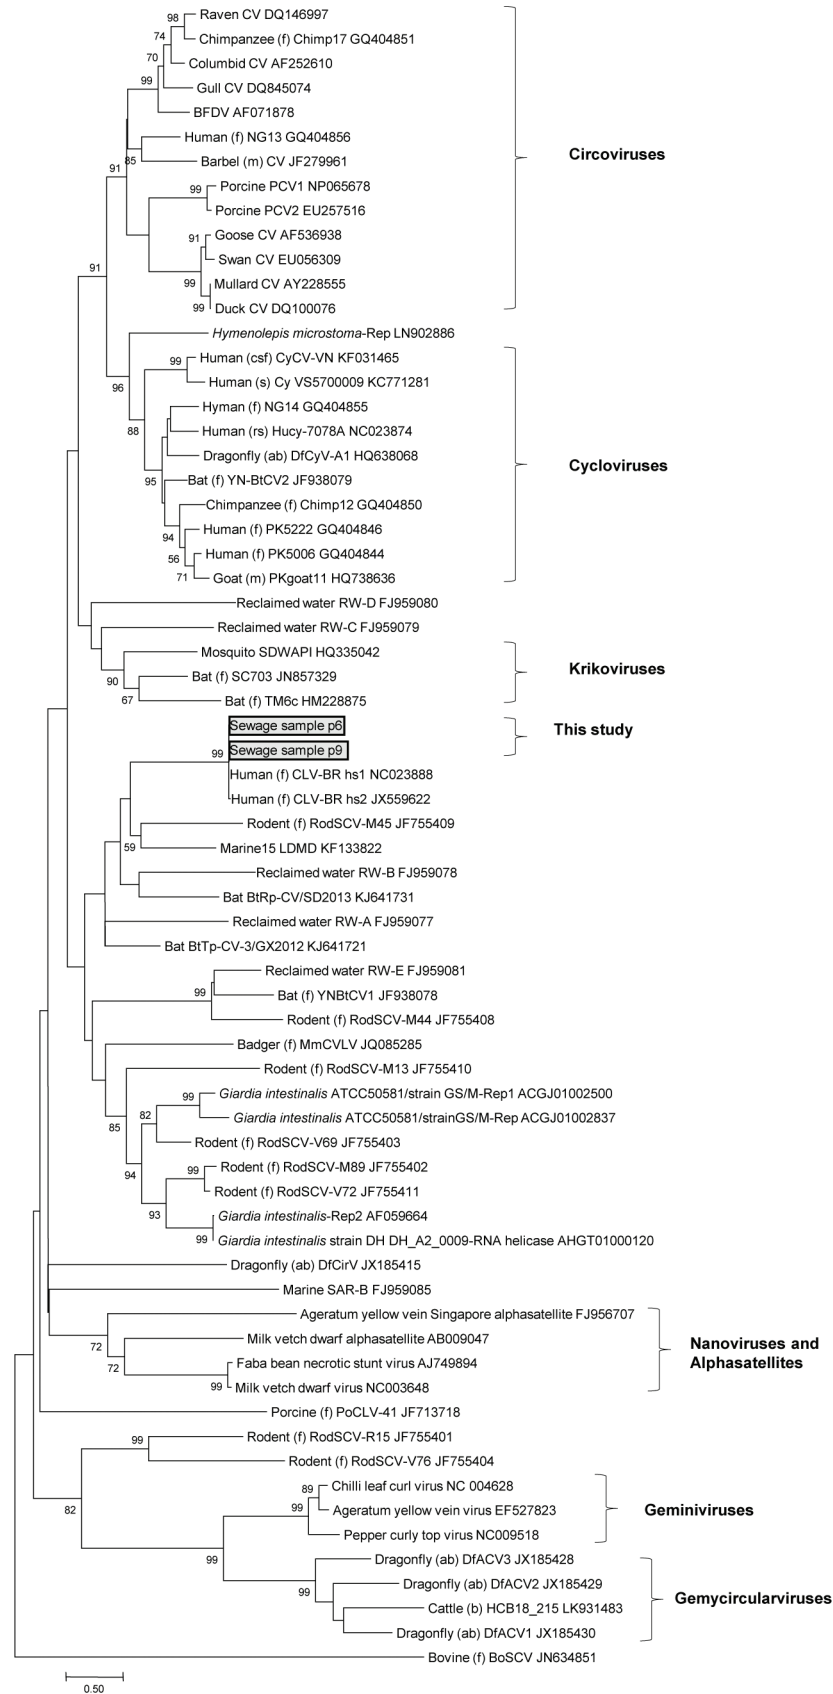 98 Raven CV DQ146997
74 Chimpanzee (f) Chimp17 GQ404851
70 Columbid CV AF252610
99 Gull CV DQ845074
BFDV AF071878
Human (f) NG13 GQ404856
85 Barbel (m) CV JF279961
Circoviruses
91
99 Porcine PCV1 NP065678
Porcine PCV2 EU257516
91 Goose CV AF536938
Swan CV EU056309
91
99 Mullard CV AY228555
99 Duck CV DQ100076
Hymenolepis microstoma-Rep LN902886
99 Human (csf) CyCV-VN KF031465
96 Human (s) Cy VS5700009 KC771281
Hyman (f) NG14 GQ404855
88 Human (rs) Hucy-7078A NC023874
Dragonfly (ab) DfCyV-A1 HQ638068
Cycloviruses
95 Bat (f) YN-BtCV2 JF938079
Chimpanzee (f) Chimp12 GQ404850
94 Human (f) PK5222 GQ404846
56 Human (f) PK5006 GQ404844
71 Goat (m) PKgoat11 HQ738636
Reclaimed water RW-D FJ959080
Reclaimed water RW-C FJ959079
Mosquito SDWAPI HQ335042
90 Bat (f) SC703 JN857329
Krikoviruses
67 Bat (f) TM6c HM228875
Sewage sample p6
This study
99 Sewage sample p9
Human (f) CLV-BR hs1 NC023888
Human (f) CLV-BR hs2 JX559622
Rodent (f) RodSCV-M45 JF755409
59 Marine15 LDMD KF133822
Reclaimed water RW-B FJ959078
Bat BtRp-CV/SD2013 KJ641731
Reclaimed water RW-A FJ959077
Bat BtTp-CV-3/GX2012 KJ641721
Reclaimed water RW-E FJ959081
99 Bat (f) YNBtCV1 JF938078
Rodent (f) RodSCV-M44 JF755408
Badger (f) MmCVLV JQ085285
Rodent (f) RodSCV-M13 JF755410
99 Giardia intestinalis ATCC50581/strain GS/M-Rep1 ACGJ01002500
85 82 Giardia intestinalis ATCC50581/strainGS/M-Rep ACGJ01002837
Rodent (f) RodSCV-V69 JF755403
94 99 Rodent (f) RodSCV-M89 JF755402
Rodent (f) RodSCV-V72 JF755411
93 Giardia intestinalis-Rep2 AF059664
99 Giardia intestinalis strain DH DH_A2_0009-RNA helicase AHGT01000120
Dragonfly (ab) DfCirV JX185415
Marine SAR-B FJ959085
Ageratum yellow vein Singapore alphasatellite FJ956707
72 Milk vetch dwarf alphasatellite AB009047
Nanoviruses and
Alphasatellites
72 Faba bean necrotic stunt virus AJ749894
99 Milk vetch dwarf virus NC003648
Porcine (f) PoCLV-41 JF713718
99 Rodent (f) RodSCV-R15 JF755401
Rodent (f) RodSCV-V76 JF755404
89 Chilli leaf curl virus NC 004628
82 99 Ageratum yellow vein virus EF527823
Geminiviruses
Pepper curly top virus NC009518
99 Dragonfly (ab) DfACV3 JX185428
99 Dragonfly (ab) DfACV2 JX185429
Gemycircularviruses
Cattle (b) HCB18_215 LK931483
Dragonfly (ab) DfACV1 JX185430
Bovine (f) BoSCV JN634851
0.50